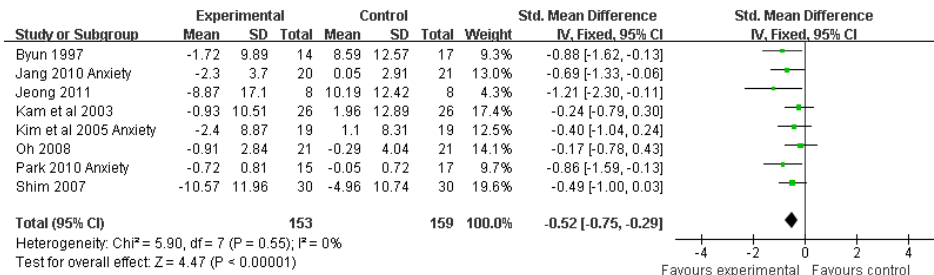 Experimental Control Std. Mean Difference Std. Mean Difference
Study or Subgroup Mean SD Total Mean SD Total Weight IV, Fixed, 95% CI IV, Fixed, 95% CI
Byun 1997 -1.72 9.89 14 8.59 12.57 17 9.3% -0.88 [-1.62, -0.13]
Jang 2010 Anxiety -2.3 3.7 20 0.05 2.91 21 12.9% -0.69 [-1.33, -0.06]
Jeong 2011 -8.87 17.1 8 10.19 12.42 8 4.3% -1.21 [-2.30, -0.11]
Kam et al 2003 -0.93 10.51 26 1.96 12.89 26 17.4% -0.24 [-0.79, 0.30]
Kim et al 2005 Anxiety -2.4 8.87 19 1.1 8.31 19 12.5% -0.40 [-1.04, 0.24]
Oh 2008 -0.91 2.84 21 -0.29 4.04 21 14.1% -0.17 [-0.78, 0.43]
Park 2010 Anxiety -0.72 0.81 15 -0.05 0.72 17 9.7% -0.86 [-1.59, -0.13]
Shim 2007 -10.57 11.96 30 -4.96 10.74 30 19.6% -0.49 [-1.00, 0.03]
Total (95% CI) 153 159 100.0% -0.52 [-0.75, -0.29]
Heterogeneity: Chi² = 5.90, df = 7 (P = 0.55); I² = 0%
Test for overall effect: Z = 4.47 (P < 0.00001)
-4 -2 0 2 4
Favours experimental Favours control